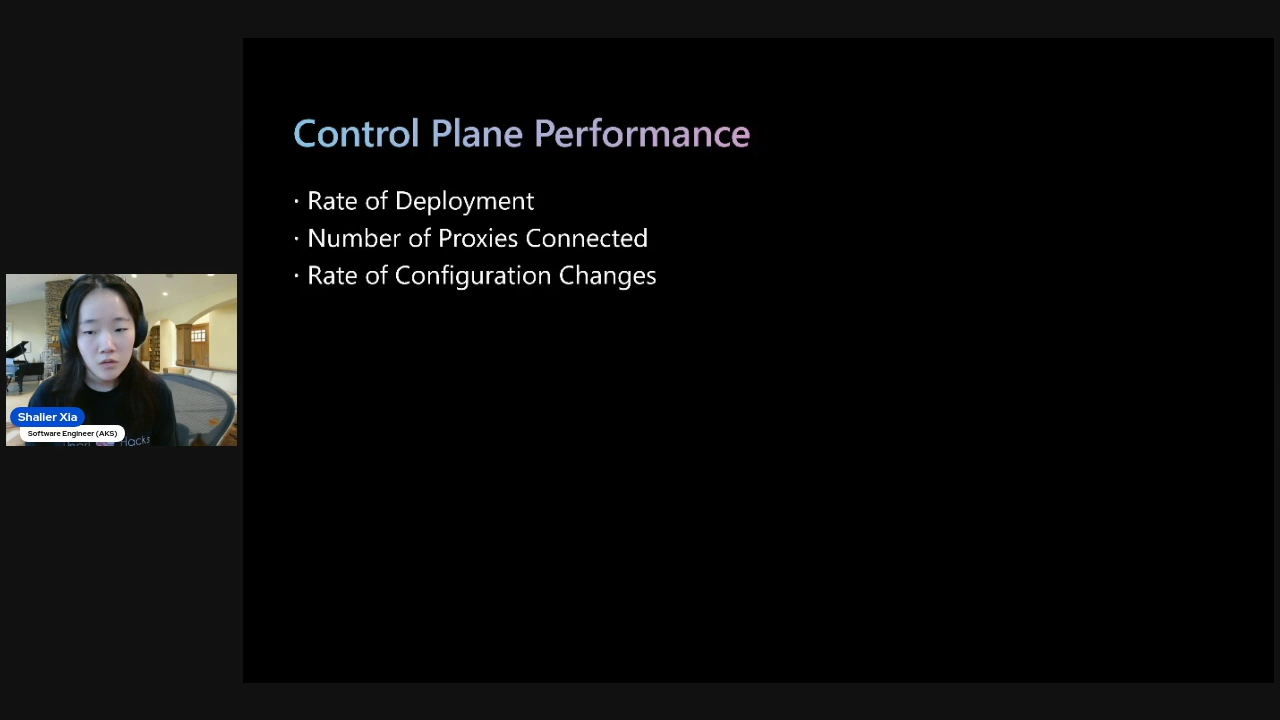 Control Plane Performance
· Rate of Deployment
· Number of Proxies Connected
· Rate of Configuration Changes
Shalier Xia
Software Engineer (AKS)